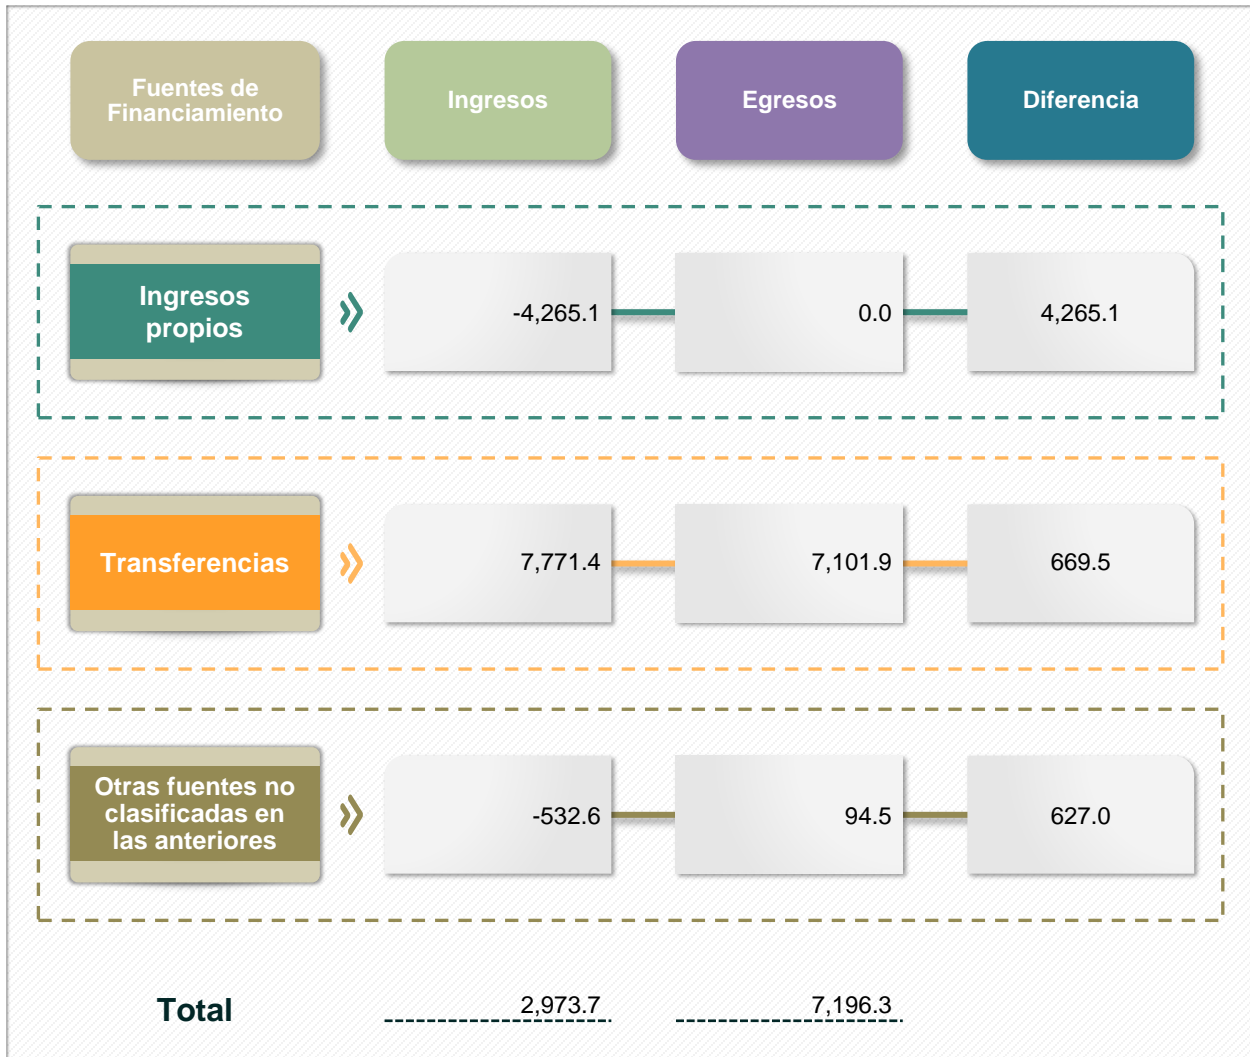 Fuentes de
Financiamiento
Ingresos
Egresos
Diferencia
Ingresos
propios
-4,265.1
0.0
4,265.1
Transferencias
7,771.4
7,101.9
669.5
Otras fuentes no
clasificadas en
las anteriores
-532.6
94.5
627.0
Total
2,973.7
7,196.3